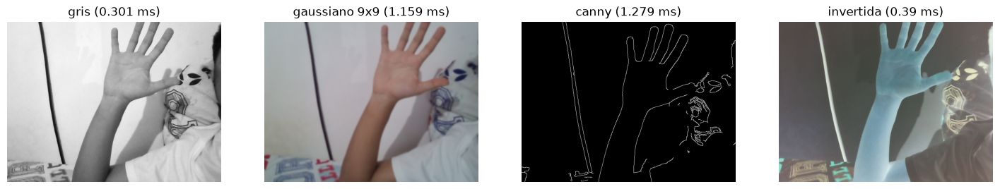 gris (0.301 ms)
gaussiano 9x9 (1.159 ms)
canny (1.279 ms)
invertida (0.39 ms)